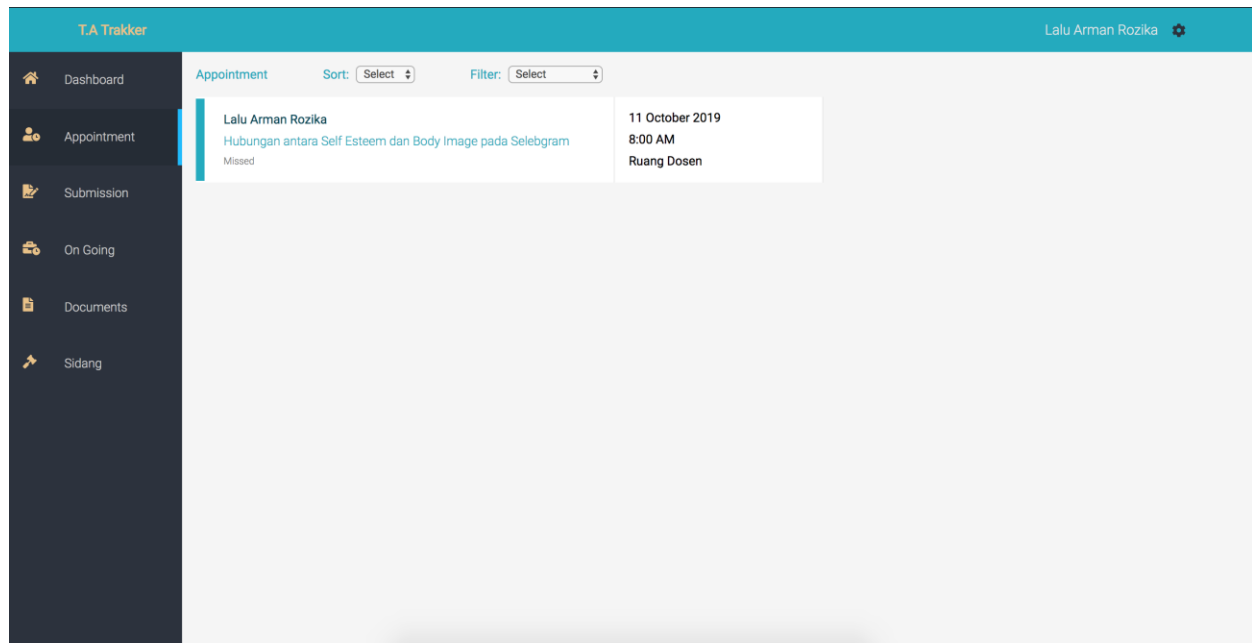 T.A Trakker
Lalu Arman Rozika
Dashboard
Appointment
Submission
On Going
Documents
Sidang
Appointment Sort: Select Filter: Select
Lalu Arman Rozika
Hubungan antara Self Esteem dan Body Image pada Selebgram
Missed
11 October 2019
8:00 AM
Ruang Dosen